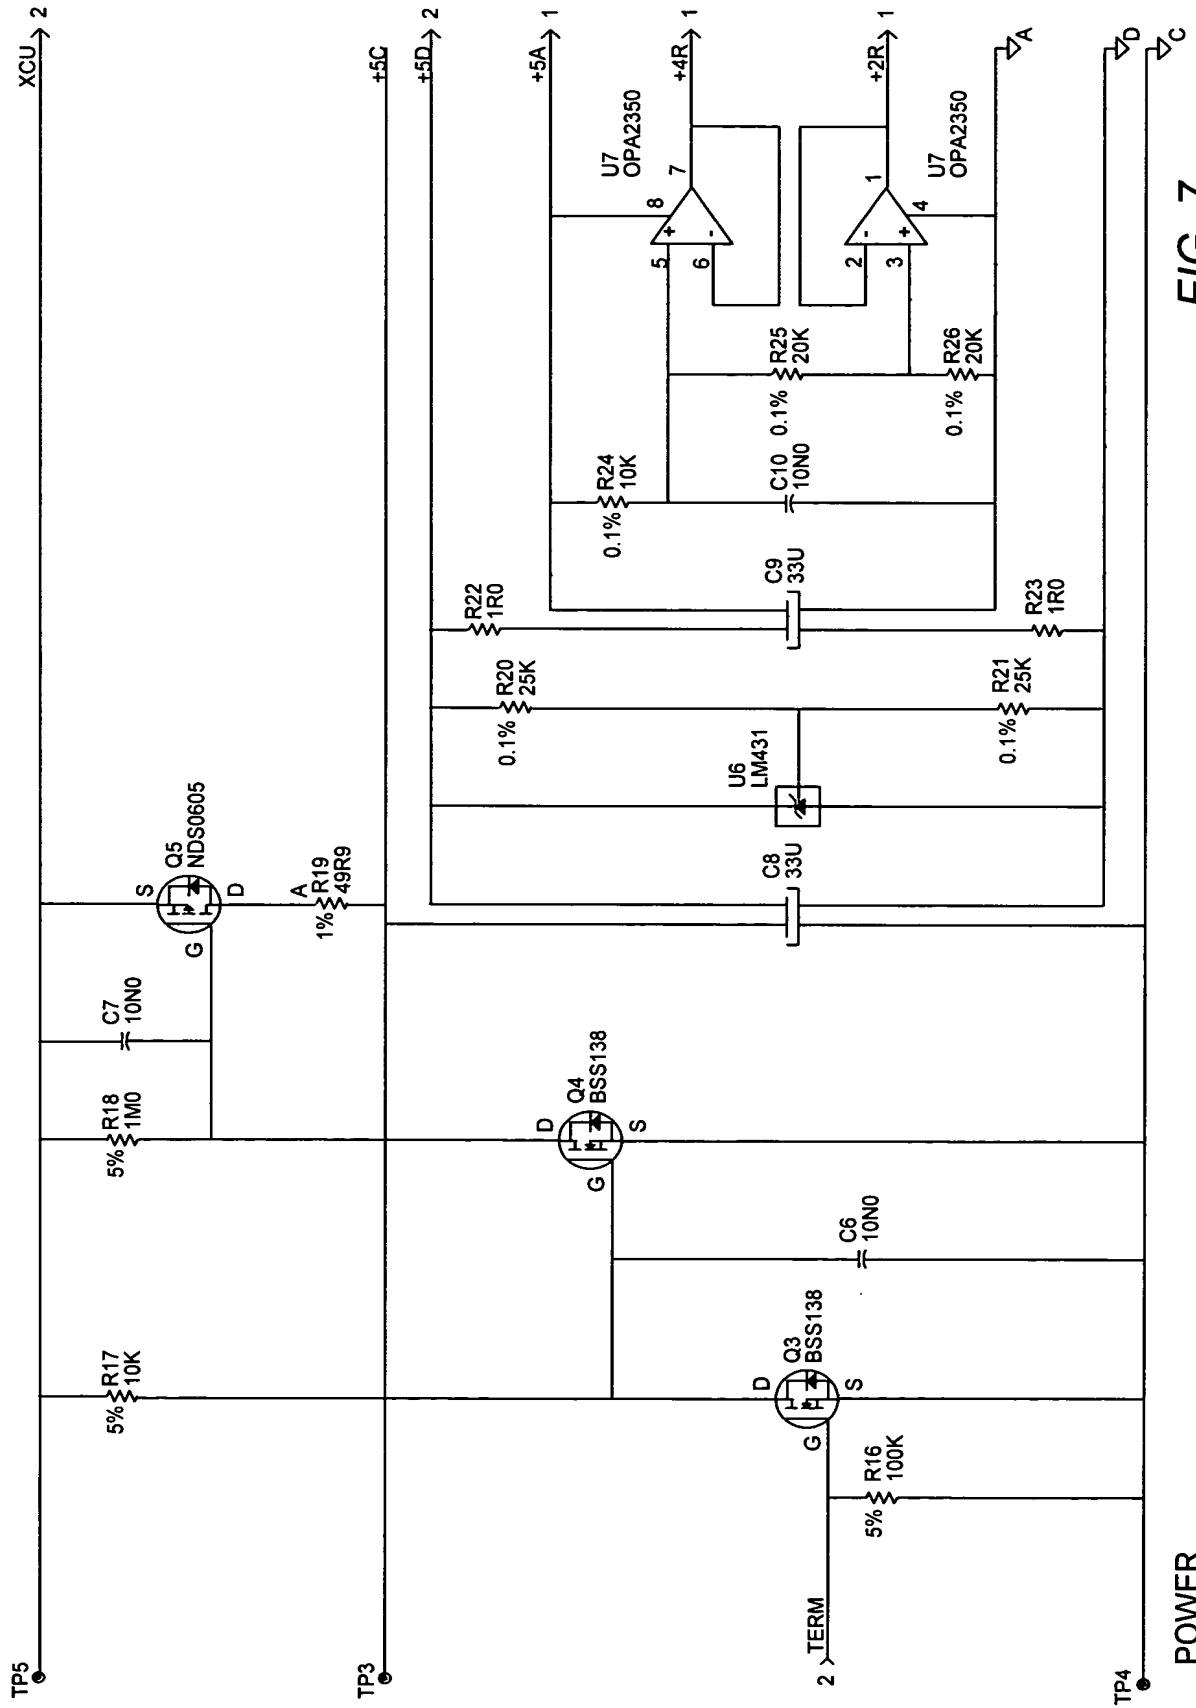 TP5
XCU
2
5% R17
10K
5% R18
1M0
C7
10N0
G
S
D
Q5
NDS0605
A
1% R19
49R9
TP3
+5C
+5D
2
D
G
S
Q4
BSS138
0.1% R20
25K
R22
1R0
+5A
1
0.1% R24
10K
U7
OPA2350
5
6
8
7
+
-
+4R
1
2 TERM
5% R16
100K
D
G
S
Q3
BSS138
C6
10N0
C8
33U
U6
LM431
C9
33U
C10
10N0
0.1% R25
20K
2
3
-
+
1
4
+2R
1
U7
OPA2350
0.1% R21
25K
R23
1R0
0.1% R26
20K
A
D
C
TP4
POWER
FIG. 7